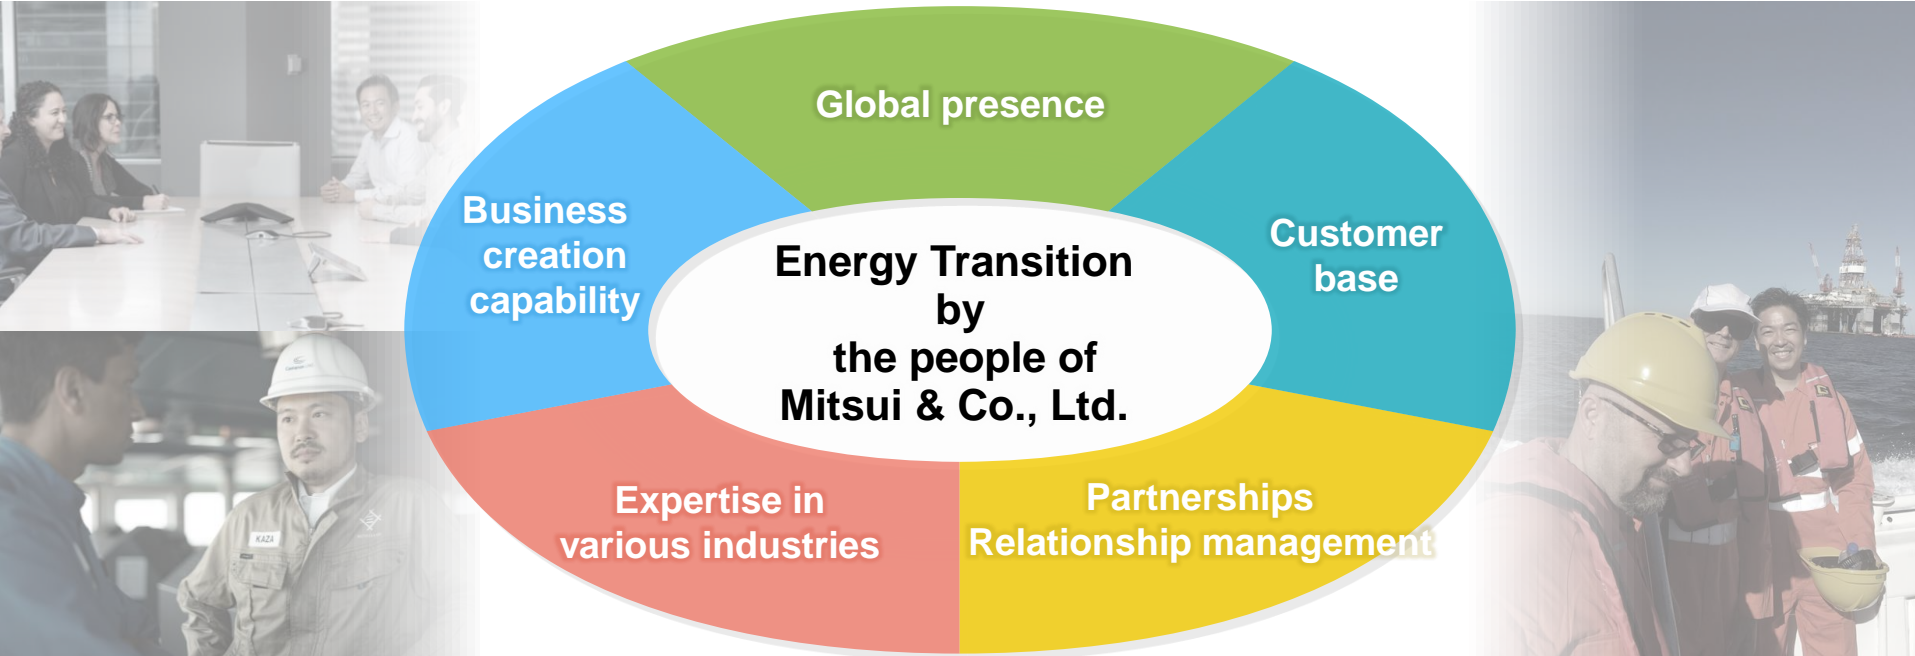 Global presence
Business
creation
capability
Customer
base
Energy Transition
by
the people of
Mitsui & Co., Ltd.
Expertise in
various industries
Partnerships
Relationship management
KAZA